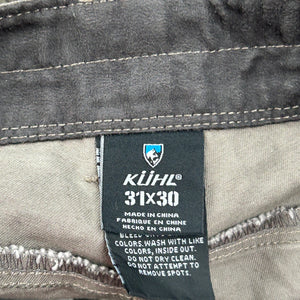 KÜHL
31x30
MADE IN CHINA
FABRIQUE EN CHINE
HECHO EN CHINA
COLORS. WASH WITH LIKE
COLORS, INSIDE OUT.
DO NOT DRY CLEAN.
DO NOT ATTEMPT TO
REMOVE SPOTS.